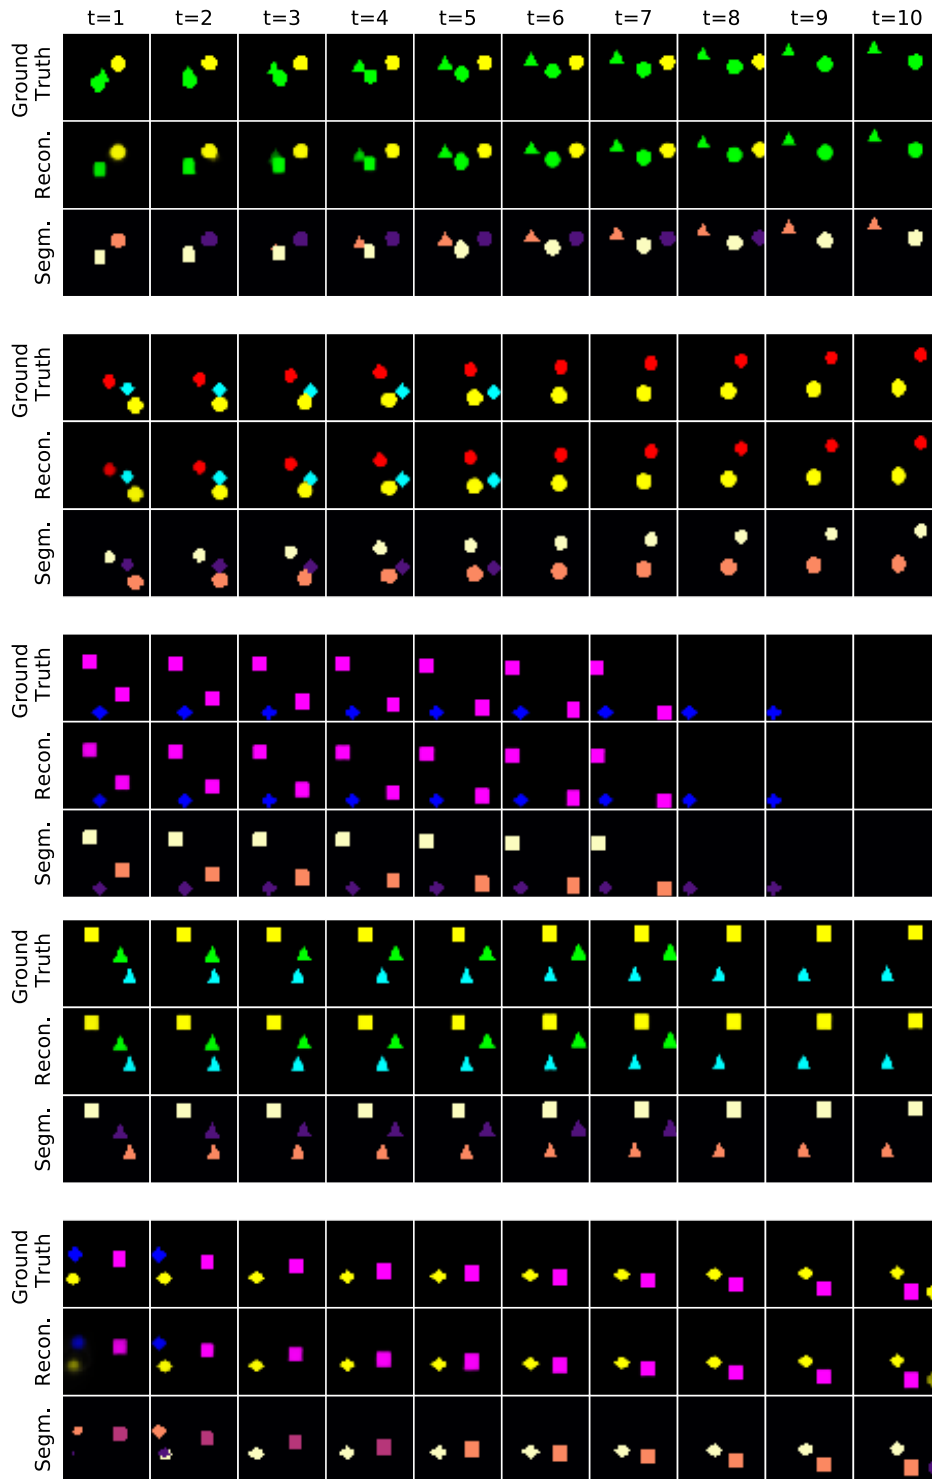 t=1 t=2 t=3 t=4 t=5 t=6 t=7 t=8 t=9 t=10
Ground
Truth
Recon.
Segm.
Ground
Truth
Recon.
Segm.
Ground
Truth
Recon.
Segm.
Ground
Truth
Recon.
Segm.
Ground
Truth
Recon.
Segm.